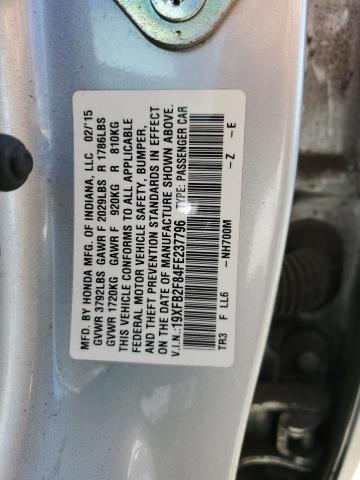 MFD. BY HONDA MFG. OF INDIANA, LLC 02/'15
GVWR 3792LBS GAWR F 2029LBS R 1786LBS
GVWR 1720KG GAWR F 920KG R 810KG
THIS VEHICLE CONFORMS TO ALL APPLICABLE
FEDERAL MOTOR VEHICLE SAFETY, BUMPER,
AND THEFT PREVENTION STANDARDS IN EFFECT
ON THE DATE OF MANUFACTURE SHOWN ABOVE.
V.I.N.:19XFB2F84FE237796 TYPE: PASSENGER CAR
-NH700M -Z -E
TR3 F LL6